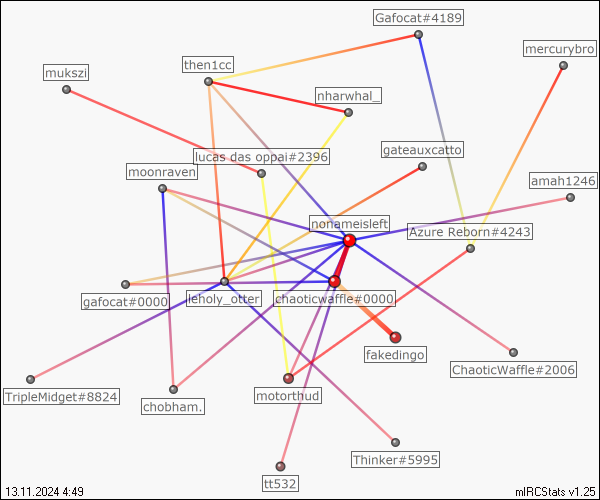 Gafocat#4189
mercurybro
then1cc
mukszi
nharwhal_
gateauxcatto
lucas das oppai#2396
moonraven
amah1246
nonameisleft
Azure Reborn#4243
gafocat#0000
leholy_otter
chaoticwaffle#0000
fakedingo
ChaoticWaffle#2006
TripleMidget#8824
motorthud
chobham.
Thinker#5995
tt532
13.11.2024 4:49
mIRCStats v1.25